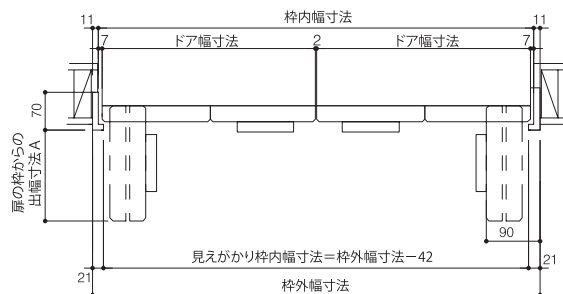 11
枠内幅寸法
11
7
ドア幅寸法
2
ドア幅寸法
7
70
扉の枠からの
出幅寸法A
90
見えがかり枠内幅寸法=枠外幅寸法-42
21
枠外幅寸法
21